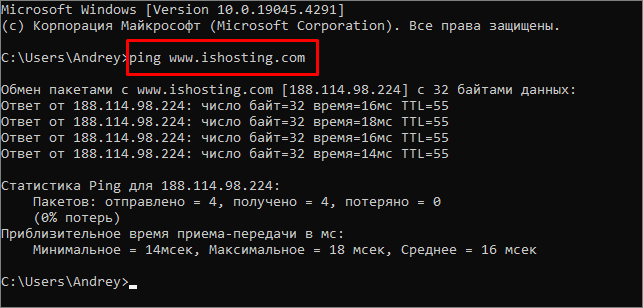 Microsoft Windows [Version 10.0.19045.4291]
(c) Корпорация Майкрософт (Microsoft Corporation). Все права защищены.
C:\Users\Andrey>ping www.ishosting.com
Обмен пакетами с www.ishosting.com [188.114.98.224] с 32 байтами данных:
Ответ от 188.114.98.224: число байт=32 время=16мс TTL=55
Ответ от 188.114.98.224: число байт=32 время=18мс TTL=55
Ответ от 188.114.98.224: число байт=32 время=16мс TTL=55
Ответ от 188.114.98.224: число байт=32 время=14мс TTL=55
Статистика Ping для 188.114.98.224:
Пакетов: отправлено = 4, получено = 4, потеряно = 0
(0% потерь)
Приблизительное время приема-передачи в мс:
Минимальное = 14мсек, Максимальное = 18 мсек, Среднее = 16 мсек
C:\Users\Andrey>